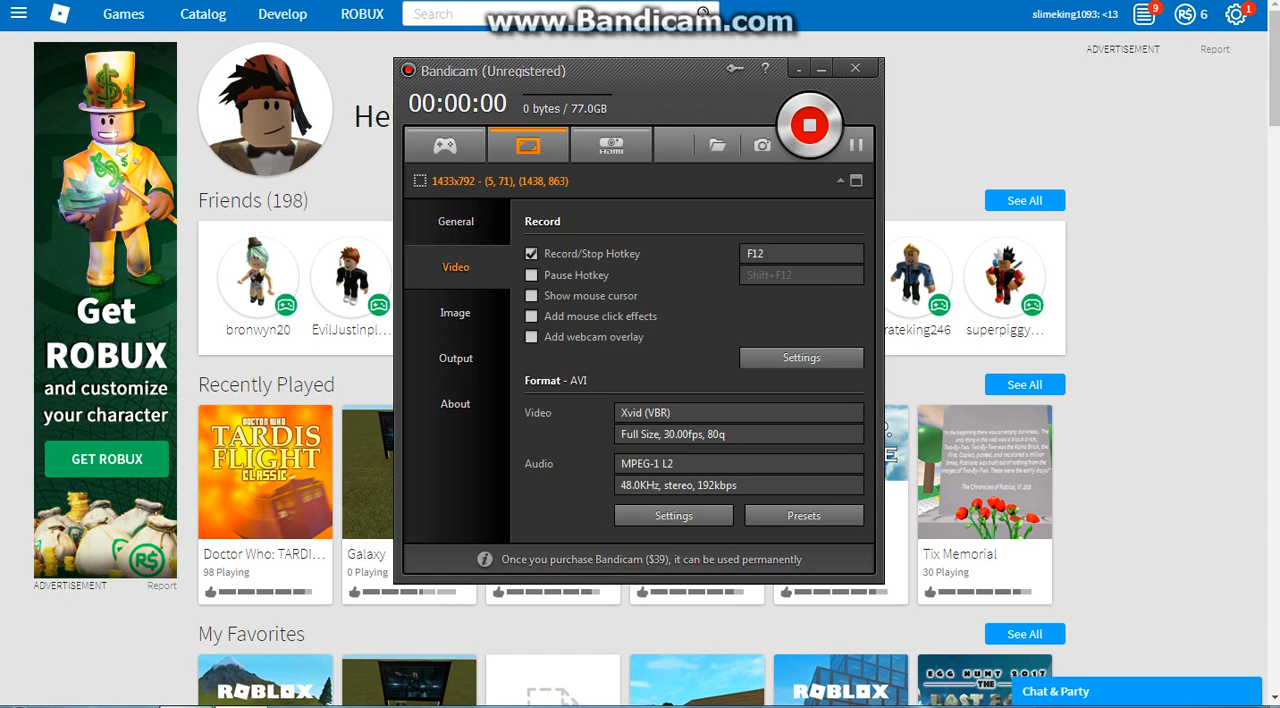 Games
Catalog
Develop
ROBUX
Search
www.Bandicam.com
slimeking1093: <13
9
6
1
ADVERTISEMENT
Report
He
Get
ROBUX
and customize
your character
GET ROBUX
ADVERTISEMENT
Report
Friends (198)
See All
bronwyn20
EvilJustinpl...
rateking246
superpiggy...
Bandicam (Unregistered)
?
00:00:00
0 bytes / 77.0GB
HDMI
1433x792 - (5, 71), (1438, 863)
General
Video
Image
Output
About
Record
Record/Stop Hotkey
F12
Pause Hotkey
Shift+F12
Show mouse cursor
Add mouse click effects
Add webcam overlay
Settings
Format - AVI
Video
Xvid (VBR)
Full Size, 30.00fps, 80q
Audio
MPEG-1 L2
48.0KHz, stereo, 192kbps
Settings
Presets
Once you purchase Bandicam ($39), it can be used permanently
Recently Played
See All
DOCTOR WHO
TARDIS
FLIGHT
CLASSIC
Doctor Who: TARDI...
98 Playing
Galaxy
0 Playing
Tix Memorial
30 Playing
My Favorites
See All
ROBLOX
ROBLOX
EGG HUNT 2017
THE
Chat & Party